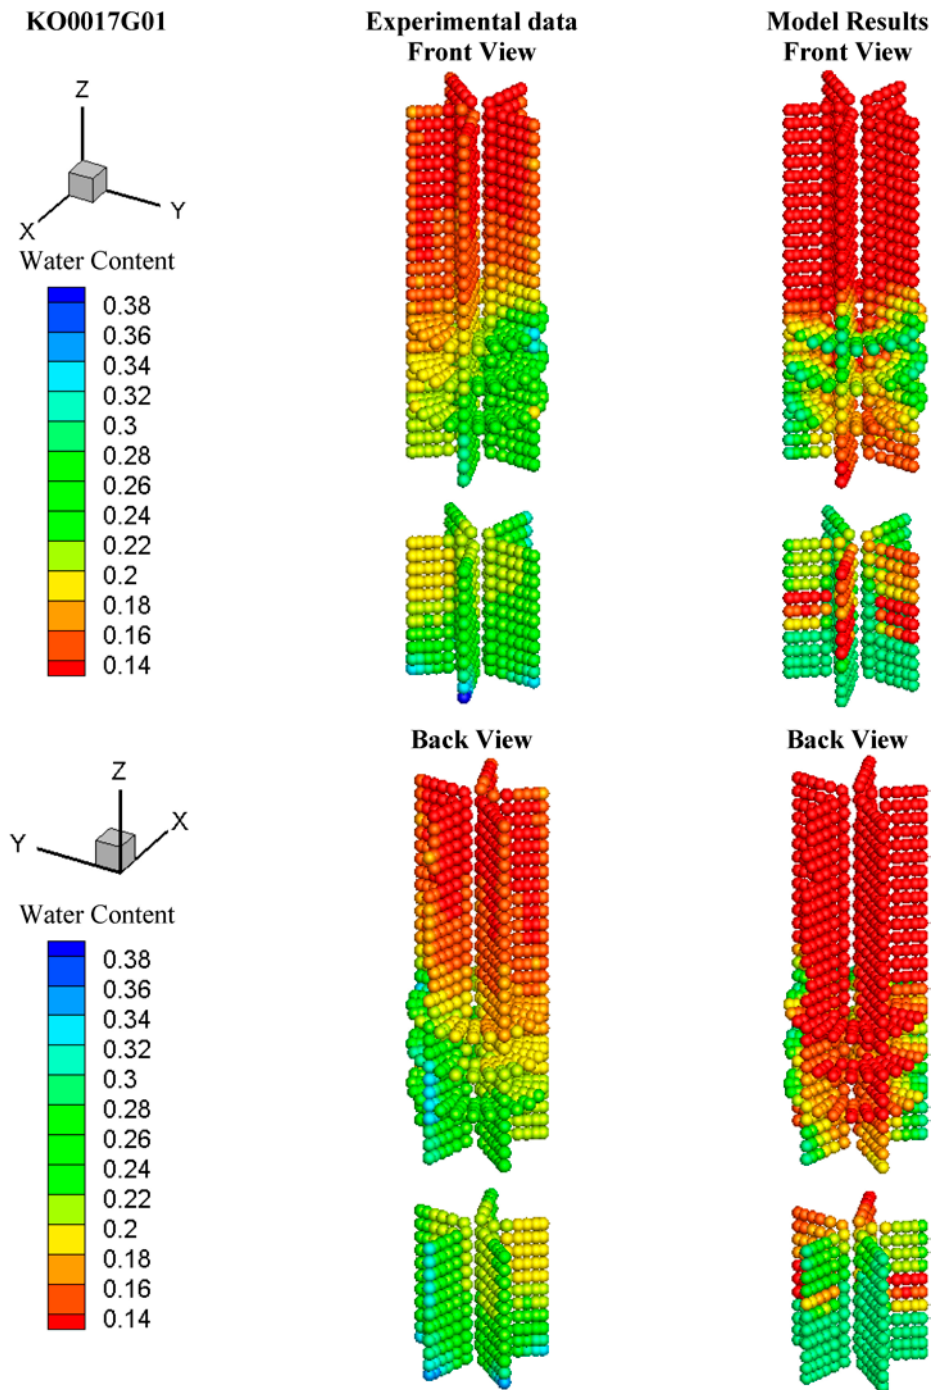 KO0017G01
Experimental data
Front View
Model Results
Front View
Z
Y
X
Water Content
0.38
0.36
0.34
0.32
0.3
0.28
0.26
0.24
0.22
0.2
0.18
0.16
0.14
Back View
Back View
Z
X
Y
Water Content
0.38
0.36
0.34
0.32
0.3
0.28
0.26
0.24
0.22
0.2
0.18
0.16
0.14